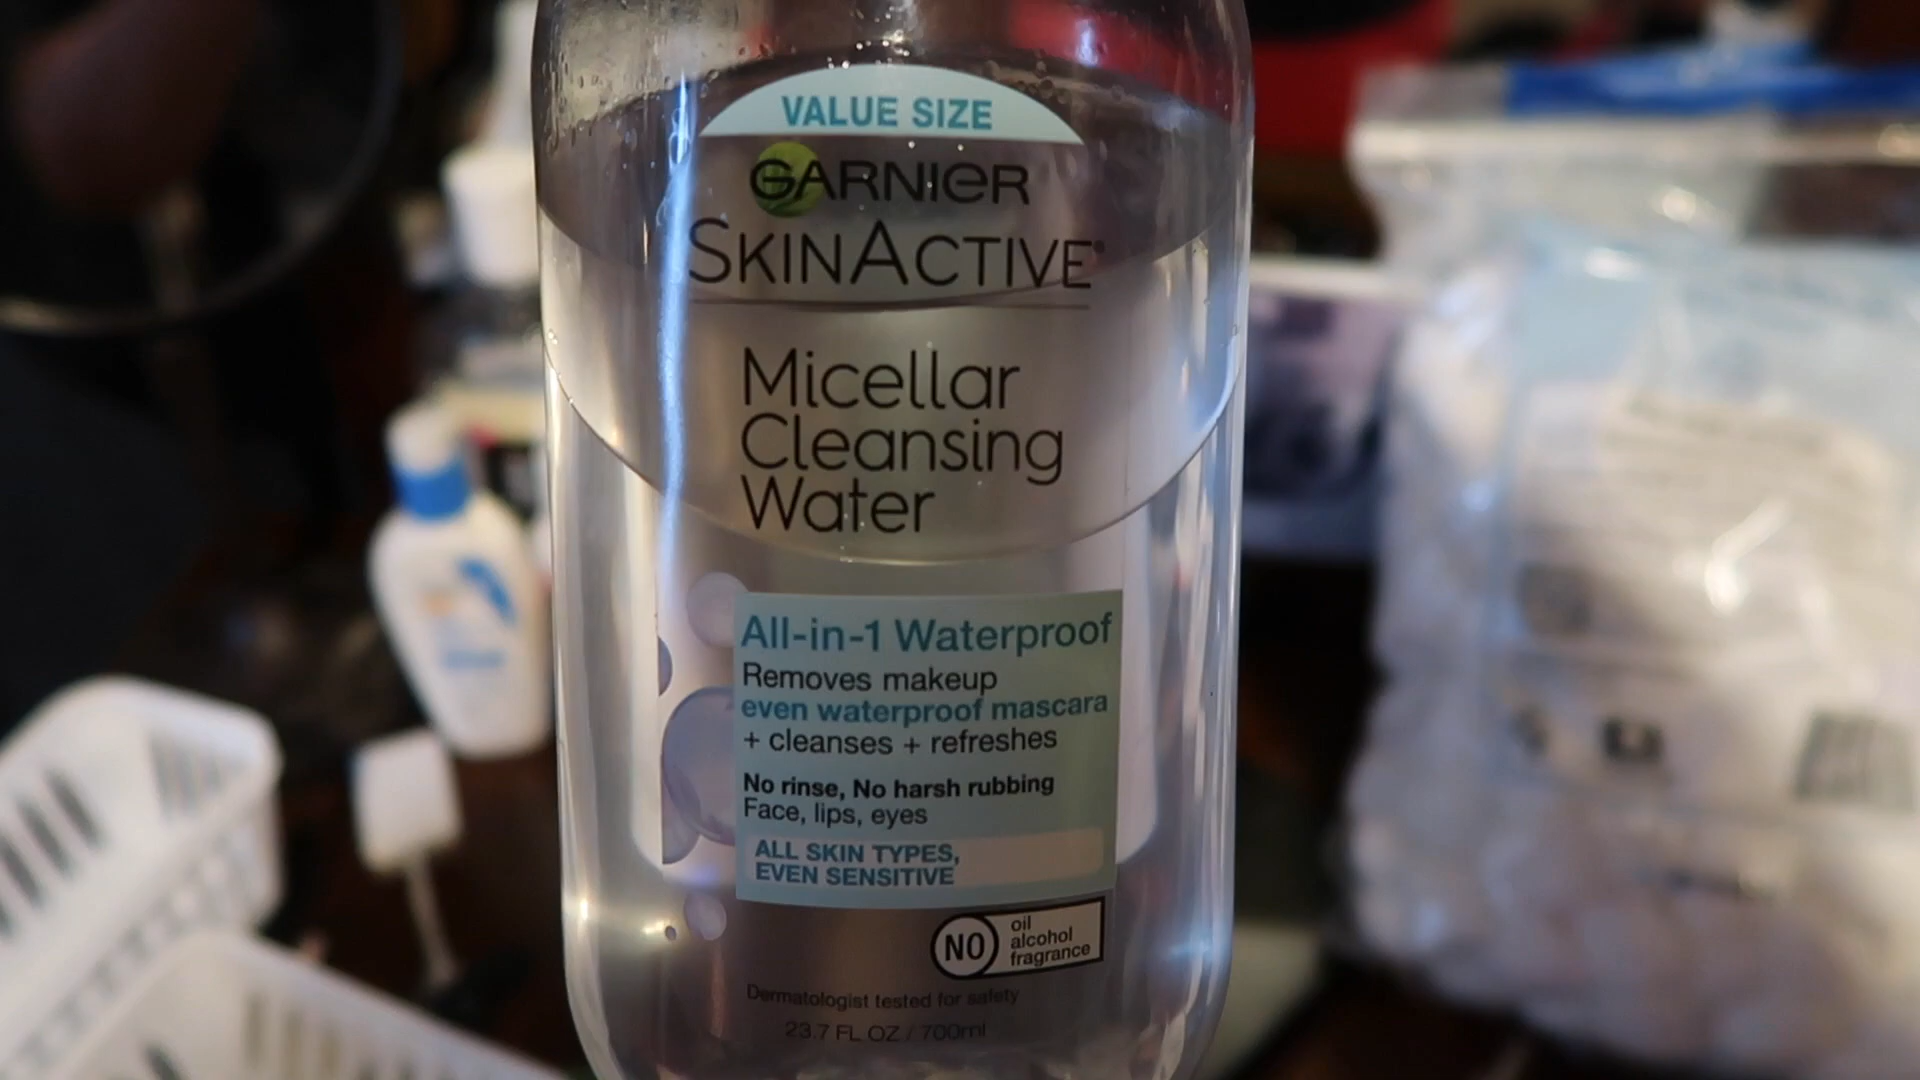 VALUE SIZE
GARNIER
SKINACTIVE®
Micellar
Cleansing
Water
All-in-1 Waterproof
Removes makeup
even waterproof mascara
+ cleanses + refreshes
No rinse, No harsh rubbing
Face, lips, eyes
ALL SKIN TYPES,
EVEN SENSITIVE
NO
oil
alcohol
fragrance
Dermatologist tested for safety
23.7 FL OZ / 700ml